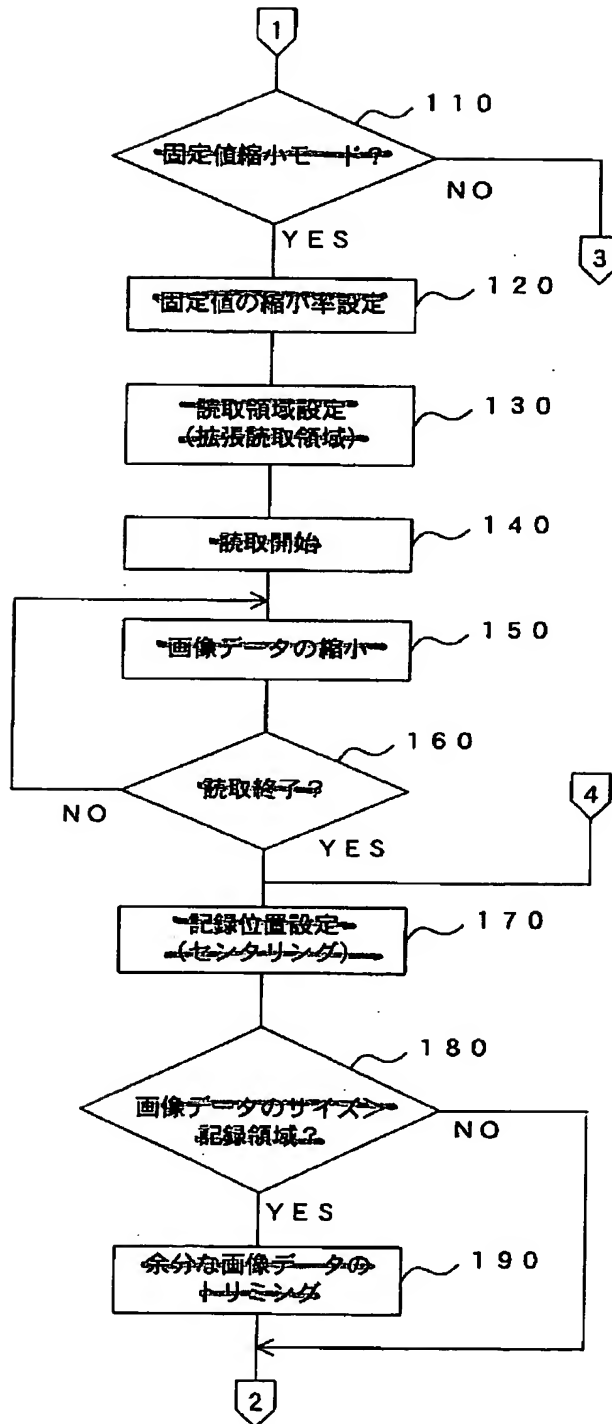 1
110
固定値縮小モード？
NO
YES
3
固定値の縮小率設定
120
読取領域設定
(拡張読取領域)
130
読取開始
140
画像データの縮小
150
160
読取終了？
NO
YES
4
記録位置設定
(センタリング)
170
180
画像データのサイズ＞
記録領域？
NO
YES
余分な画像データの
トリミング
190
2